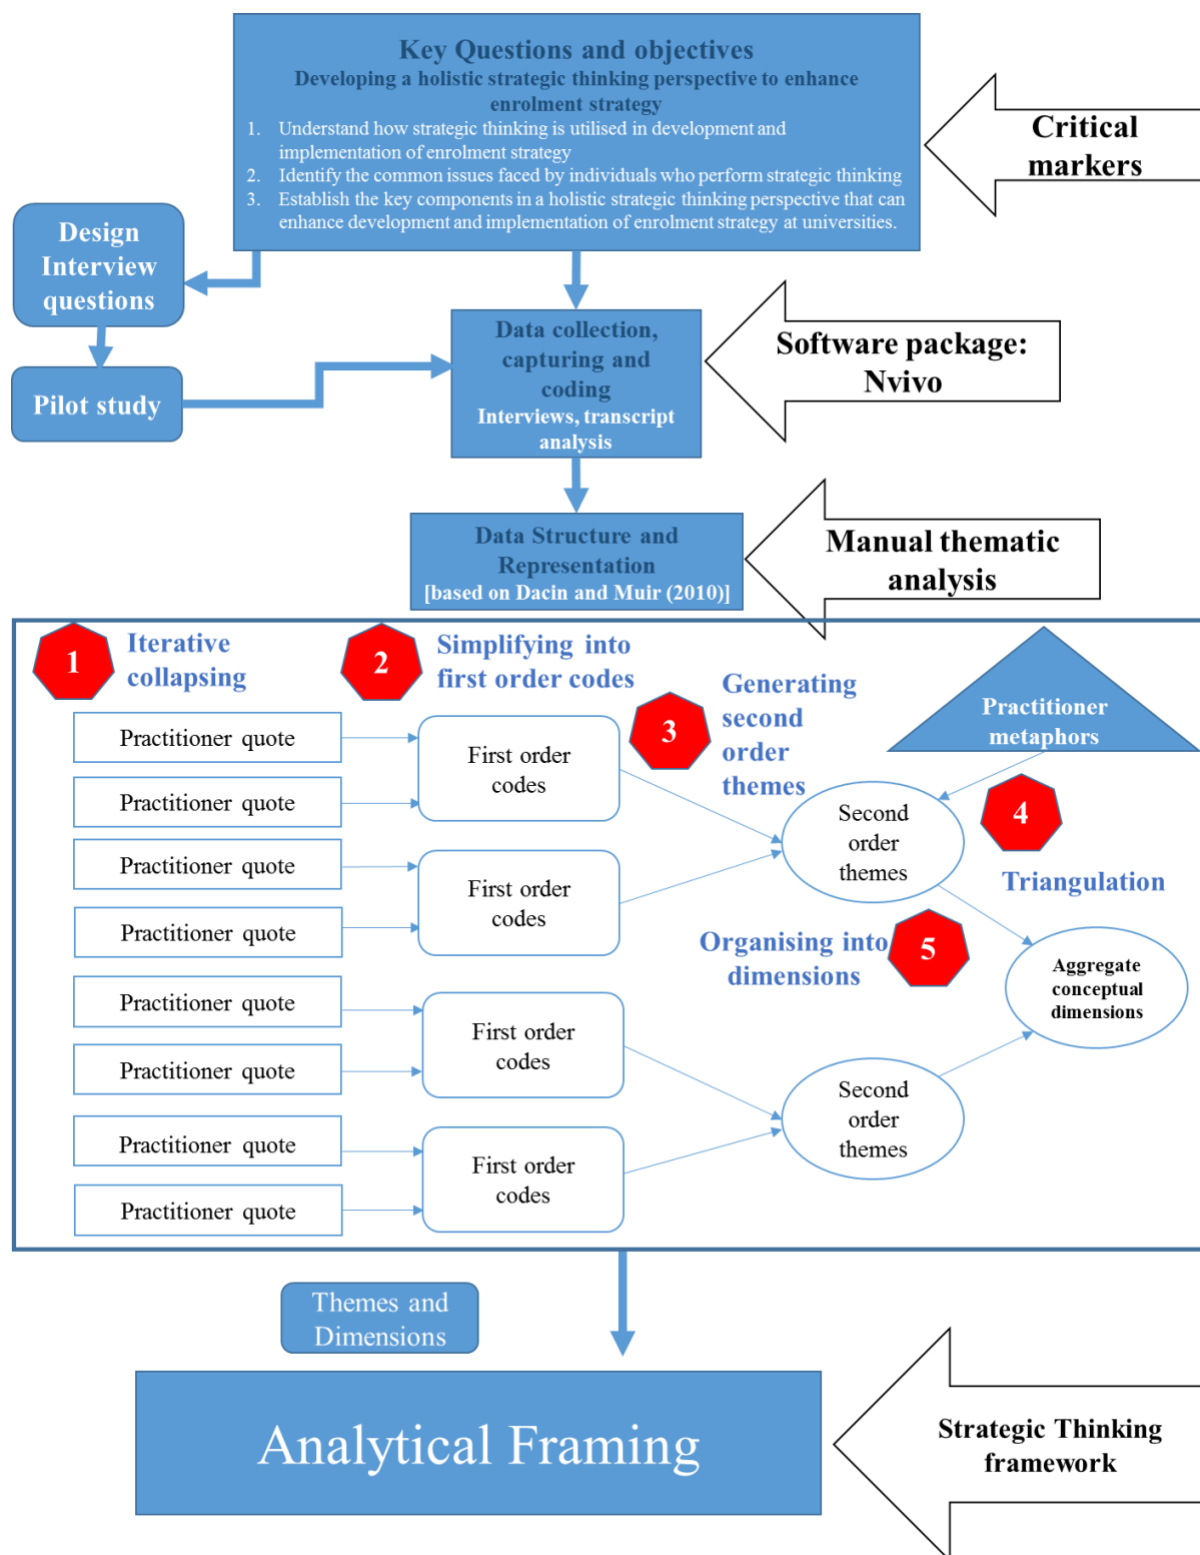 Key Questions and objectives
Developing a holistic strategic thinking perspective to enhance
enrolment strategy
1. Understand how strategic thinking is utilised in development and
implementation of enrolment strategy
2. Identify the common issues faced by individuals who perform strategic thinking
3. Establish the key components in a holistic strategic thinking perspective that can
enhance development and implementation of enrolment strategy at universities.
Critical
markers
Design
Interview
questions
Pilot study
Data collection,
capturing and
coding
Interviews, transcript
analysis
Software package:
Nvivo
Data Structure and
Representation
[based on Dacin and Muir (2010)]
Manual thematic
analysis
1
Iterative
collapsing
2
Simplifying into
first order codes
3
Generating
second
order
themes
Practitioner
metaphors
4
Triangulation
Organising into
dimensions
5
Practitioner quote
Practitioner quote
Practitioner quote
Practitioner quote
Practitioner quote
Practitioner quote
Practitioner quote
Practitioner quote
First order
codes
First order
codes
First order
codes
First order
codes
Second
order
themes
Second
order
themes
Aggregate
conceptual
dimensions
Themes and
Dimensions
Analytical Framing
Strategic Thinking
framework